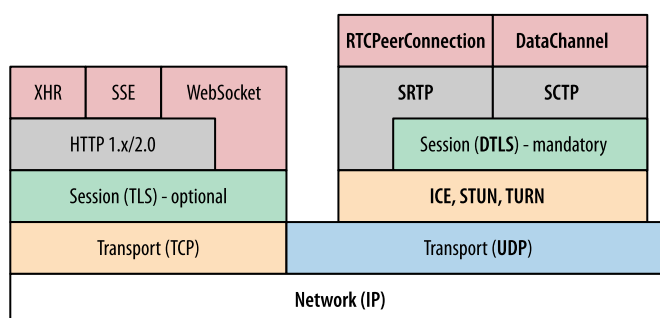 RTCPeerConnection DataChannel
XHR SSE WebSocket SRTP SCTP
HTTP 1.x/2.0 Session (DTLS) - mandatory
Session (TLS) - optional ICE, STUN, TURN
Transport (TCP) Transport (UDP)
Network (IP)